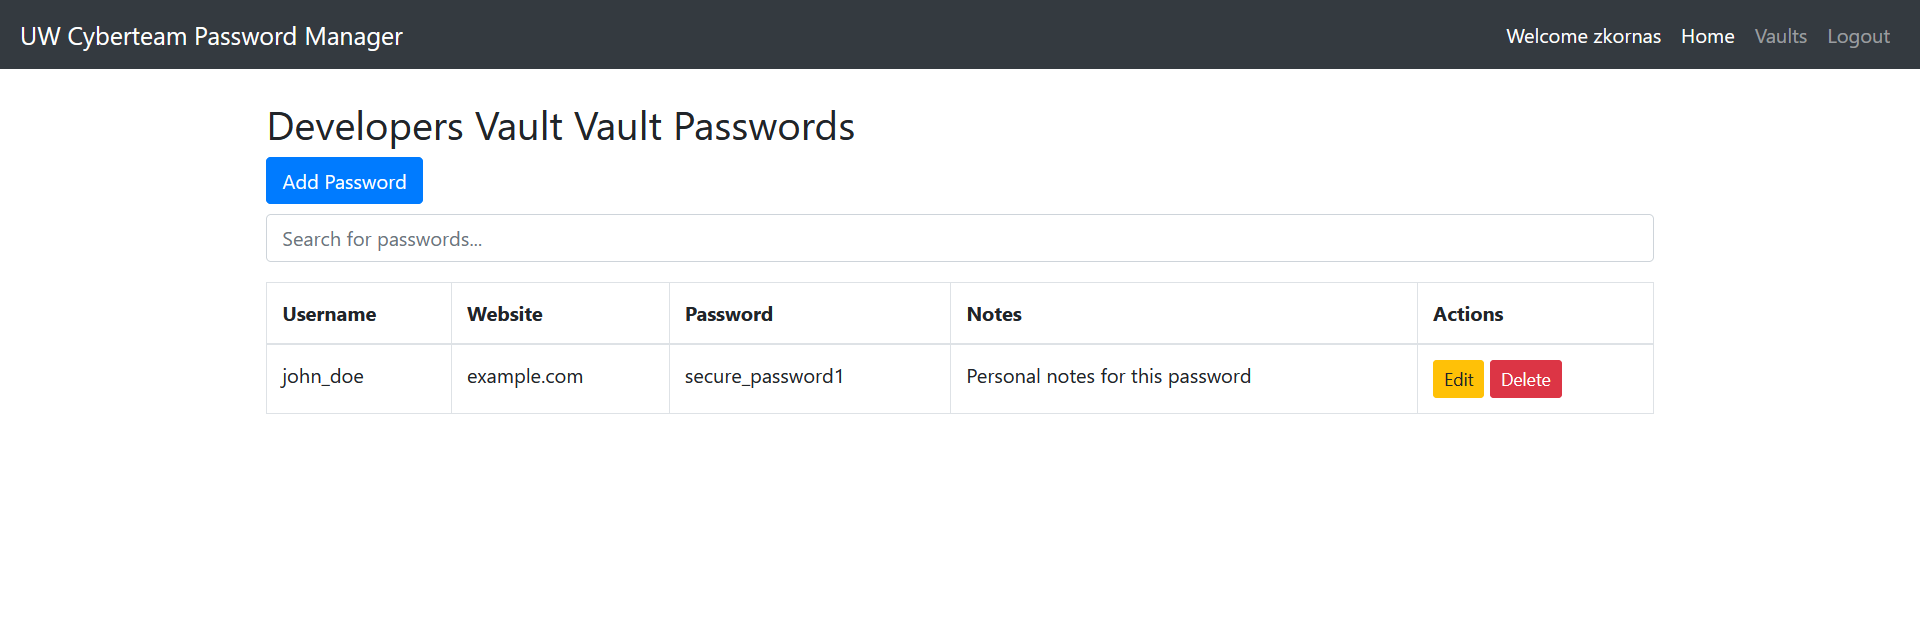 UW Cyberteam Password Manager Welcome zkornas Home Vaults Logout
Developers Vault Vault Passwords
Add Password
Search for passwords...
Username Website Password Notes Actions
john_doe example.com secure_password1 Personal notes for this password Edit Delete